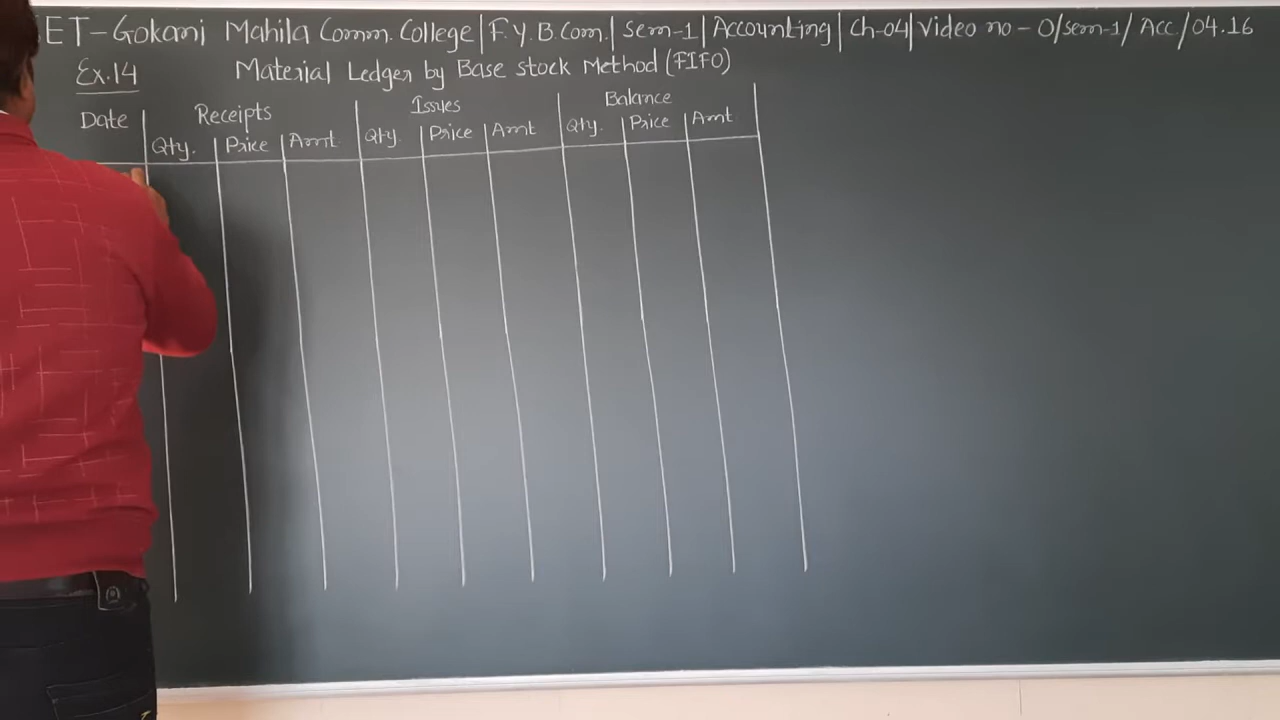 ET-Gokani Mahila Comm. College | F.Y.B.Com. | Sem-1 | Accounting | Ch-04 | Video no - 0/sem-1/Acc/04.16
Ex.14 Material Ledger by Base stock Method (FIFO)
Date Receipts Issues Balance
Qty. Price Amt. Qty. Price Amt Qty. Price Amt